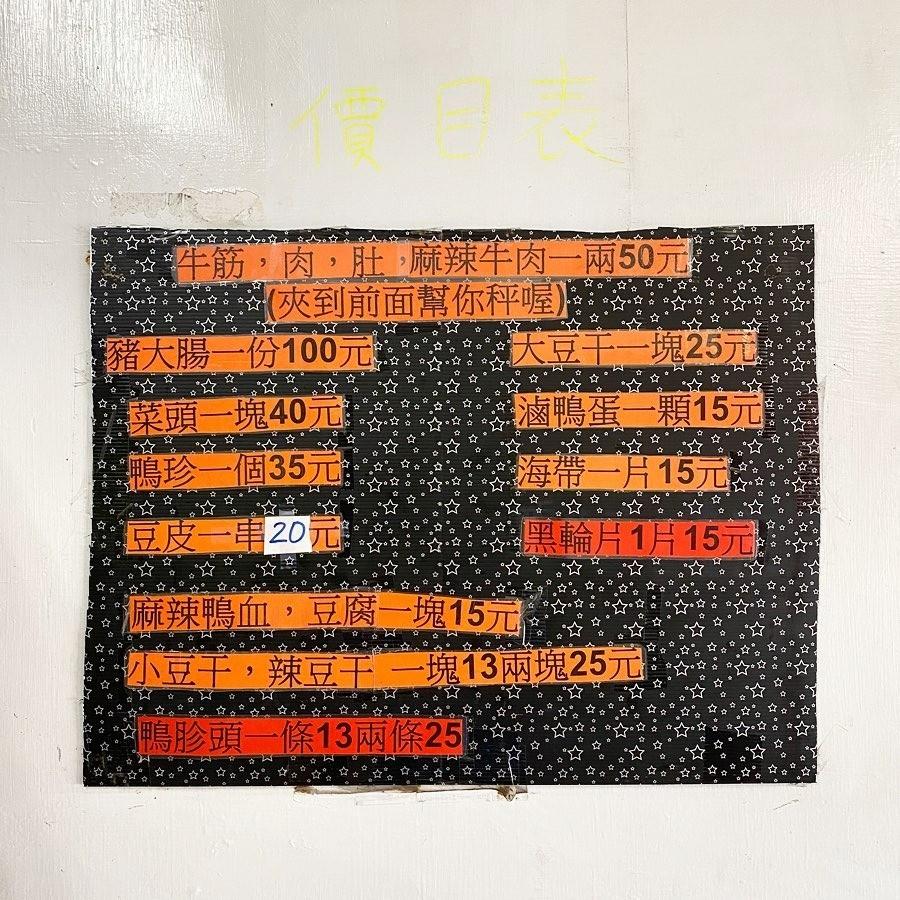 價目表
牛筋，肉，肚，麻辣牛肉一兩50元
(夾到前面幫你秤喔)
豬大腸一份100元
大豆干一塊25元
菜頭一塊40元
滷鴨蛋一顆15元
鴨珍一個35元
海帶一片15元
豆皮一串20元
黑輪片1片15元
麻辣鴨血，豆腐一塊15元
小豆干，辣豆干 一塊13兩塊25元
鴨胗頭一條13兩條25